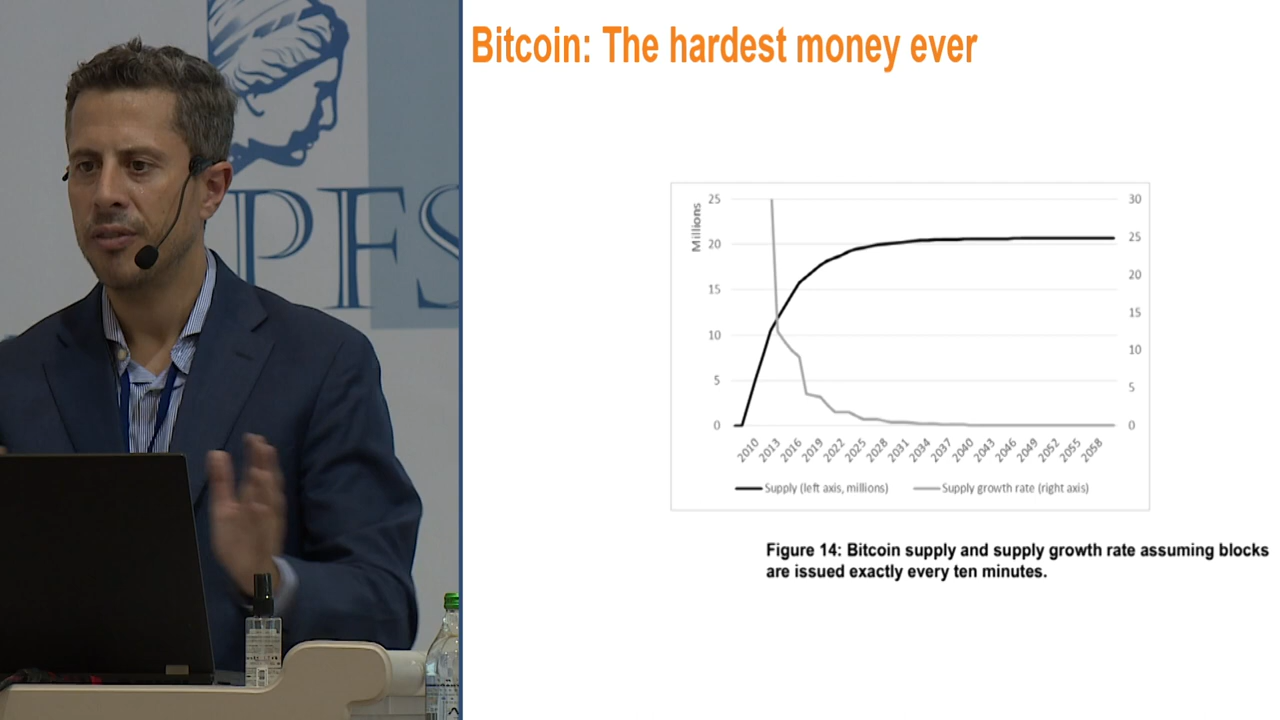 PFS
Bitcoin: The hardest money ever
Millions
25
20
15
10
5
0
30
25
20
15
10
5
0
2010 2013 2016 2019 2022 2025 2028 2031 2034 2037 2040 2043 2046 2049 2052 2055 2058
Supply (left axis, millions) Supply growth rate (right axis)
Figure 14: Bitcoin supply and supply growth rate assuming blocks
are issued exactly every ten minutes.